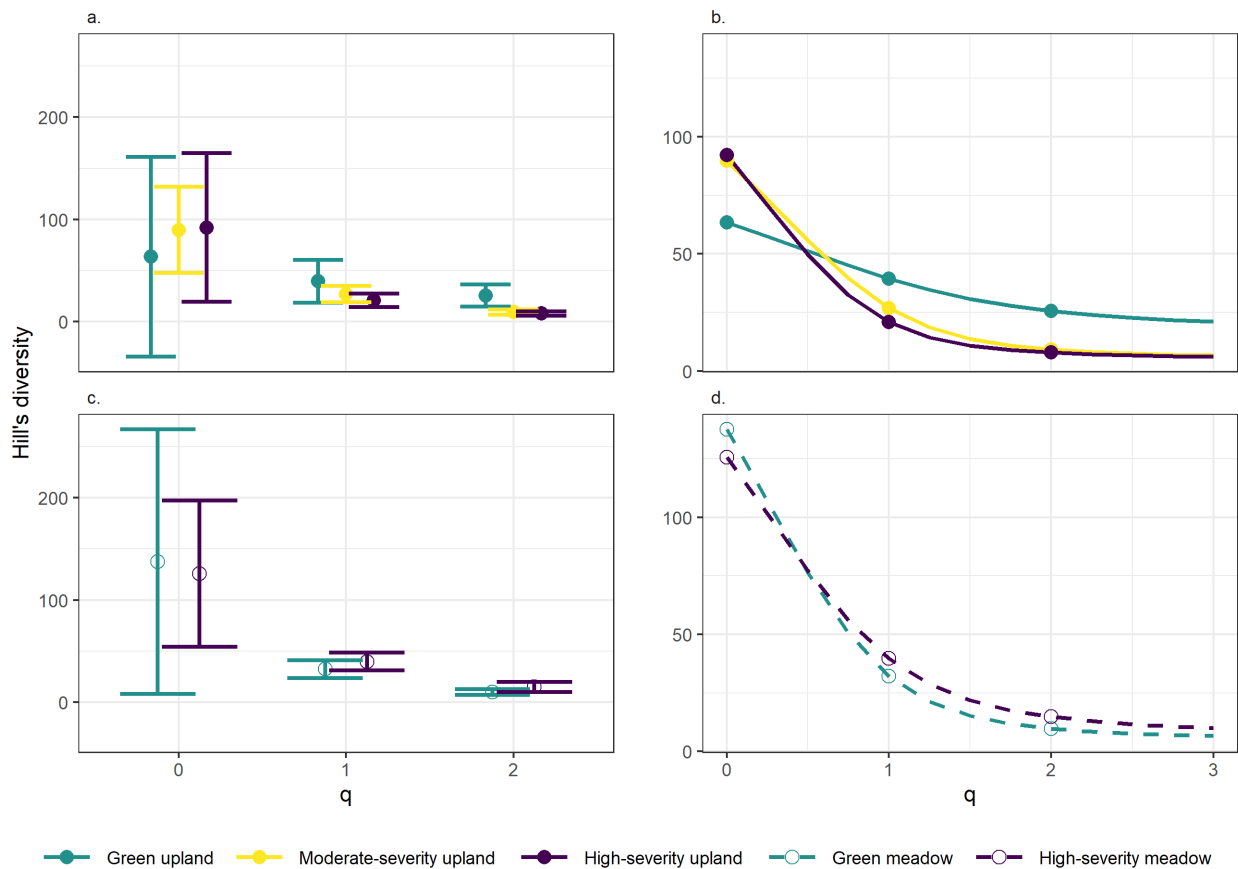 a.
b.
200
100
0
100
50
0
Hill's diversity
c.
d.
200
100
0
100
50
0
0 1 2
0 1 2 3
q
q
Green upland Moderate-severity upland High-severity upland Green meadow High-severity meadow